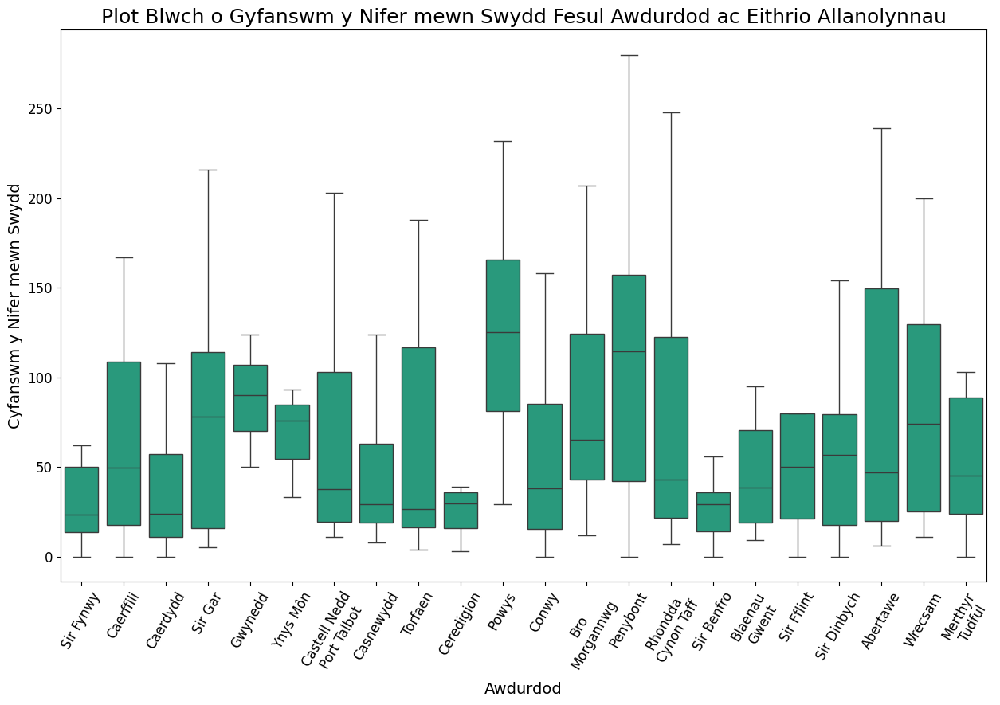 Plot Blwch o Gyfanswm y Nifer mewn Swydd Fesul Awdurdod ac Eithrio Allanolynnau
Cyfanswm y Nifer mewn Swydd
250
200
150
100
50
0
Sir Fynwy
Caerffili
Caerdydd
Sir Gar
Gwynedd
Ynys Môn
Castell Nedd
Port Talbot
Casnewydd
Torfaen
Ceredigion
Powys
Conwy
Bro
Morgannwg
Penybont
Rhondda
Cynon Taff
Sir Benfro
Blaenau
Gwent
Sir Fflint
Sir Dinbych
Abertawe
Wrecsam
Merthyr
Tudful
Awdurdod